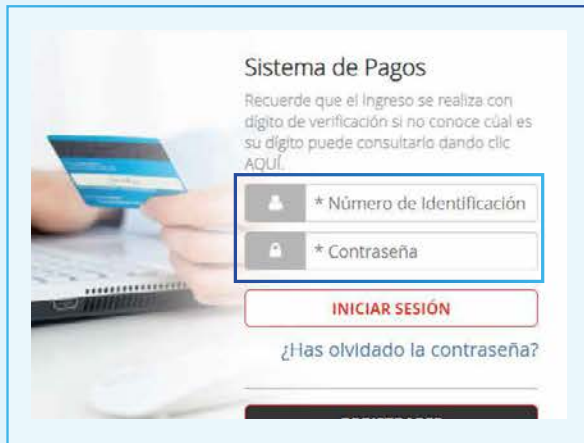 Sistema de Pagos
Recuerde que el ingreso se realiza con
dígito de verificación si no conoce cúal es
su dígito puede consultarlo dando clic
AQUÍ.
* Número de Identificación
* Contraseña
INICIAR SESIÓN
¿Has olvidado la contraseña?